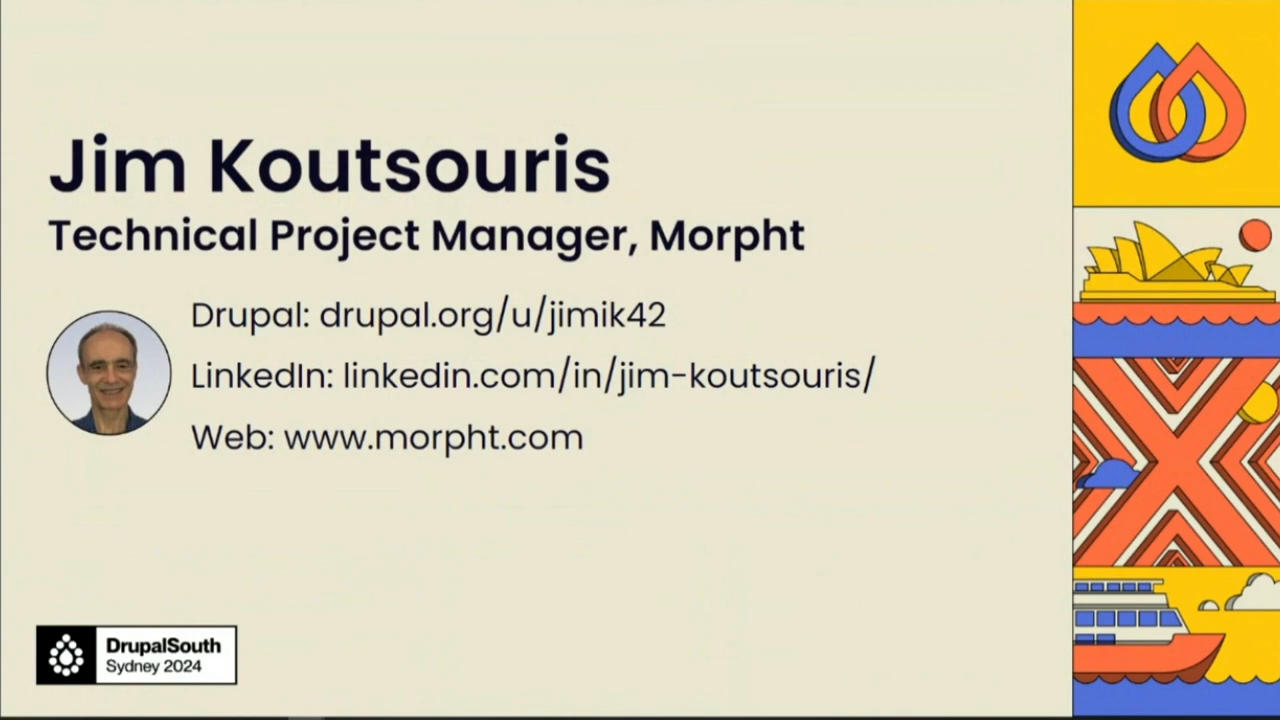 Jim Koutsouris
Technical Project Manager, Morpht
Drupal: drupal.org/u/jimik42
LinkedIn: linkedin.com/in/jim-koutsouris/
Web: www.morpht.com
DrupalSouth
Sydney 2024